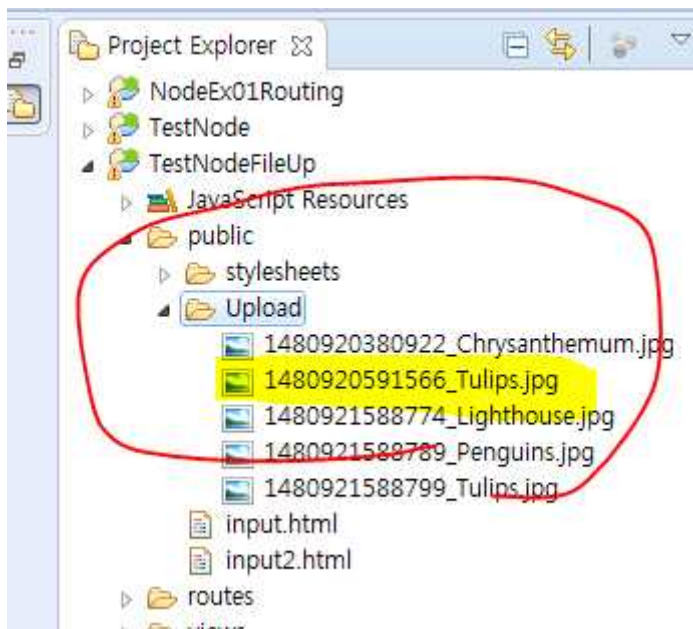 Project Explorer
NodeEx01Routing
TestNode
TestNodeFileUp
JavaScript Resources
public
stylesheets
Upload
1480920380922_Chrysanthemum.jpg
1480920591566_Tulips.jpg
1480921588774_Lighthouse.jpg
1480921588789_Penguins.jpg
1480921588799_Tulips.jpg
input.html
input2.html
routes
views